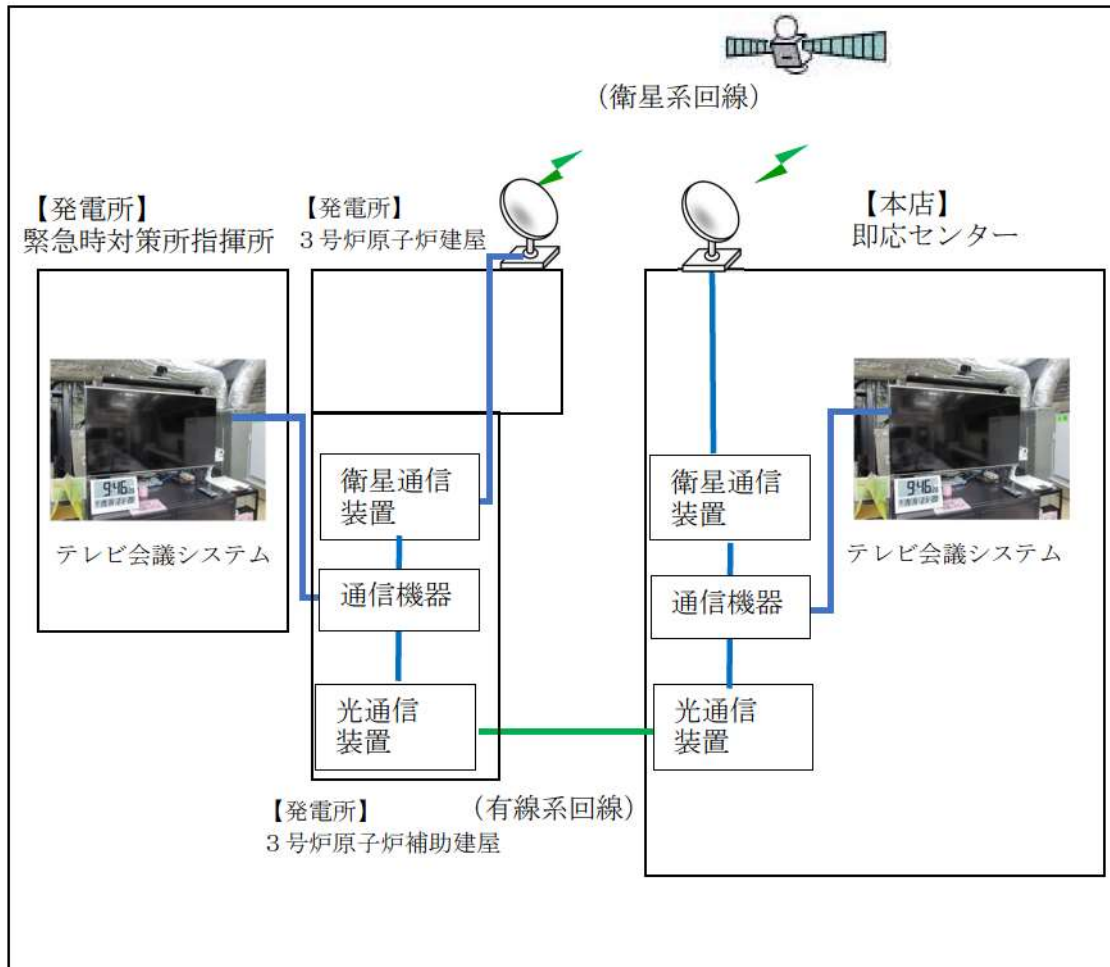 （衛星系回線）
【発電所】
緊急時対策所指揮所
【発電所】
３号炉原子炉建屋
【本店】
即応センター
テレビ会議システム
衛星通信
装置
通信機器
光通信
装置
衛星通信
装置
通信機器
光通信
装置
テレビ会議システム
9:46
9:46
（有線系回線）
【発電所】
３号炉原子炉補助建屋